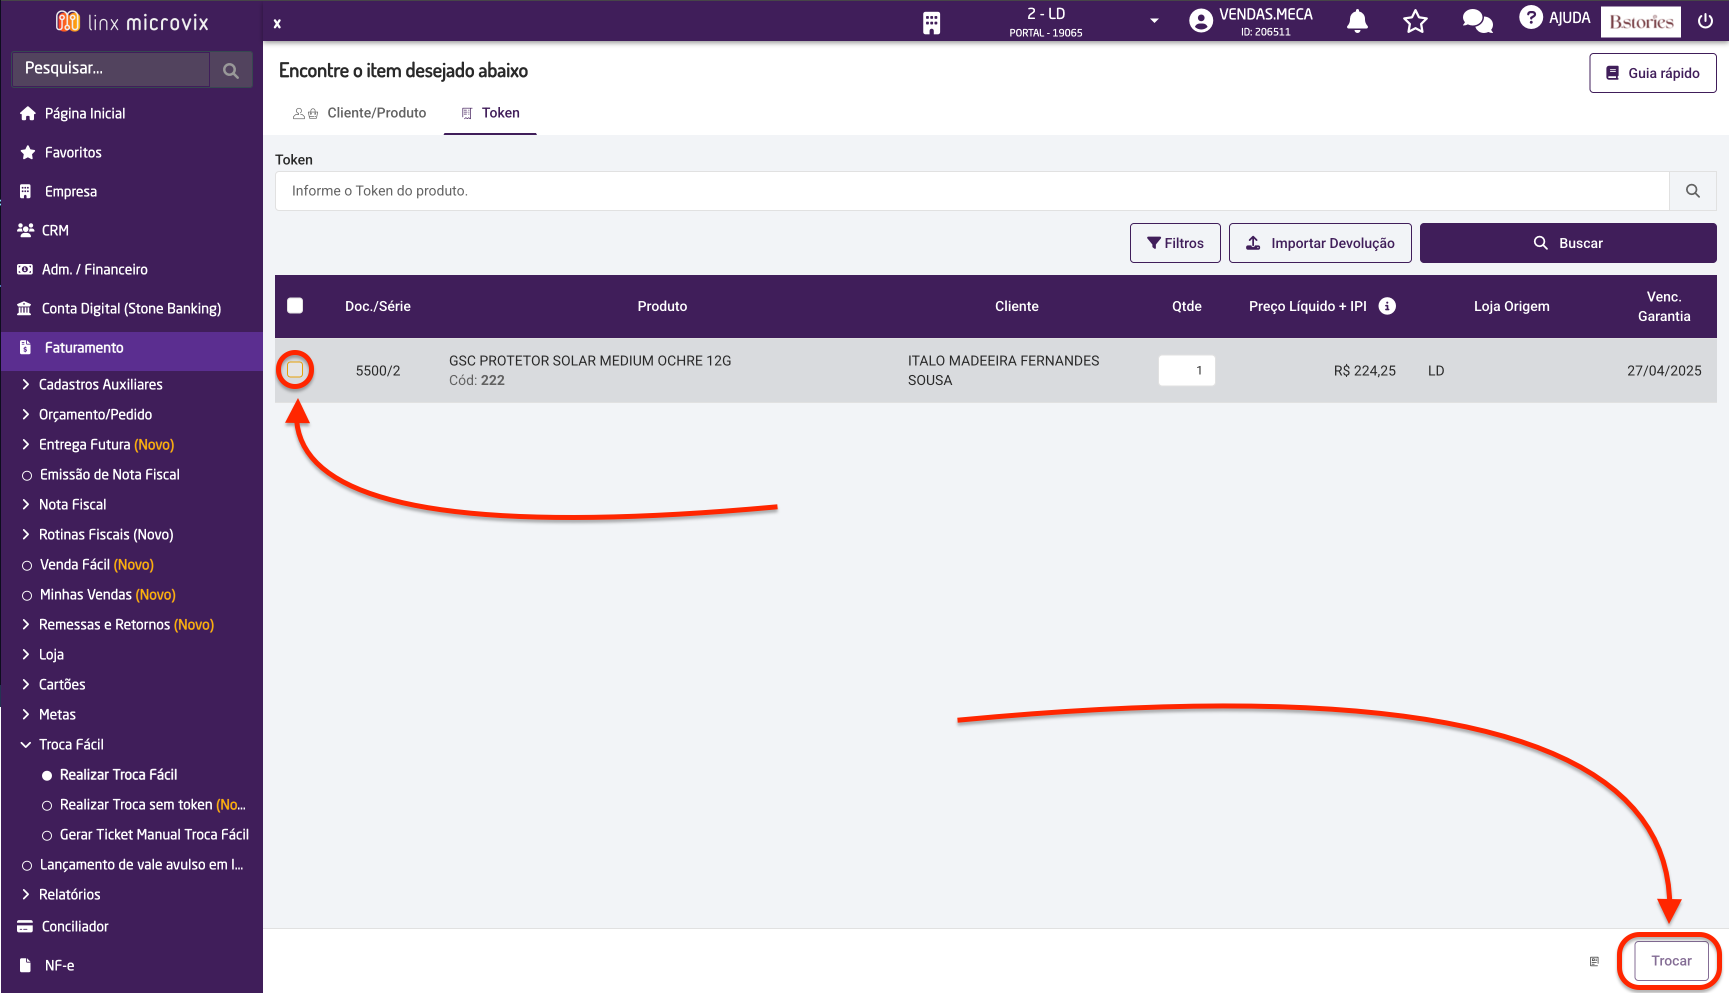 linx microvix
x
2 - LD
PORTAL - 19065
VENDAS.MECA
ID: 206511
? AJUDA
Bstories
Pesquisar...
Página Inicial
Favoritos
Empresa
CRM
Adm. / Financeiro
Conta Digital (Stone Banking)
Faturamento
Cadastros Auxiliares
Orçamento/Pedido
Entrega Futura (Novo)
Emissão de Nota Fiscal
Nota Fiscal
Rotinas Fiscais (Novo)
Venda Fácil (Novo)
Minhas Vendas (Novo)
Remessas e Retornos (Novo)
Loja
Cartões
Metas
Troca Fácil
Realizar Troca Fácil
Realizar Troca sem token (No...
Gerar Ticket Manual Troca Fácil
Lançamento de vale avulso em l...
Relatórios
Conciliador
NF-e
Encontre o item desejado abaixo
Guia rápido
Cliente/Produto
Token
Token
Informe o Token do produto.
Filtros
Importar Devolução
Buscar
Doc./Série
Produto
Cliente
Qtde
Preço Líquido + IPI
Loja Origem
Venc.
Garantia
5500/2
GSC PROTETOR SOLAR MEDIUM OCHRE 12G
Cód: 222
ITALO MADEEIRA FERNANDES
SOUSA
1
R$ 224,25
LD
27/04/2025
Trocar